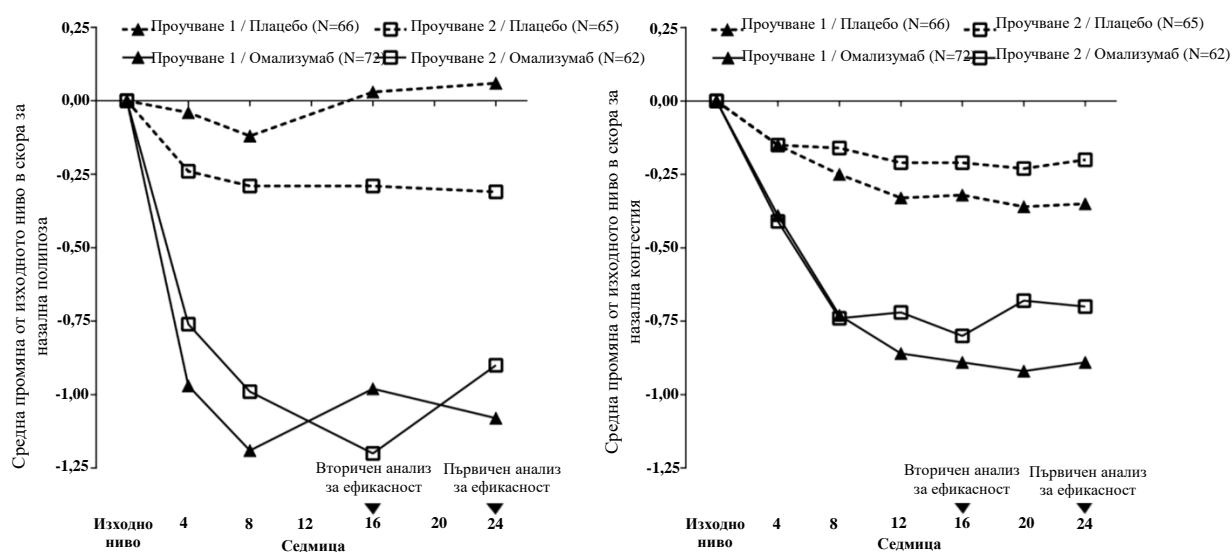 0,25
Проучване 1 / Плацебо (N=66)
Проучване 2 / Плацебо (N=65)
Проучване 1 / Омализумаб (N=72
Проучване 2 / Омализумаб (N=62)
0,00
-0,25
-0,50
-0,75
-1,00
-1,25
Средна промяна от изходното ниво в скора за
назална полипоза
Вторичен анализ
за ефикасност
Първичен анализ
за ефикасност
Изходно
ниво
4
8
12
16
20
24
Седмица
0,25
Проучване 1 / Плацебо (N=66)
Проучване 2 / Плацебо (N=65)
Проучване 1 / Омализумаб (N=72
Проучване 2 / Омализумаб (N=62)
0,00
-0,25
-0,50
-0,75
-1,00
-1,25
Средна промяна от изходното ниво в скора за
назална конгестия
Вторичен анализ
за ефикасност
Първичен анализ
за ефикасност
Изходно
ниво
4
8
12
16
20
24
Седмица